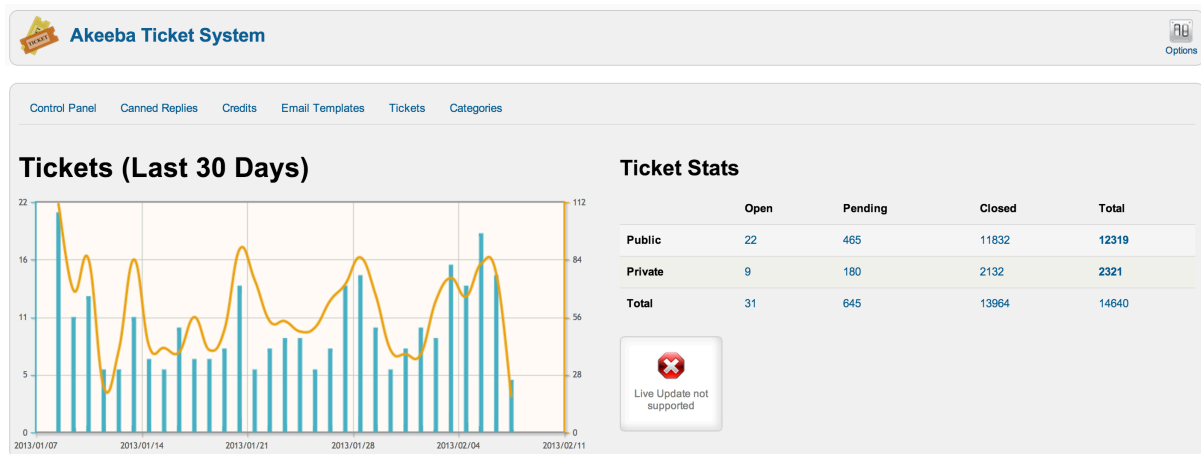 TICKET
Akeeba Ticket System
Options
Control Panel Canned Replies Credits Email Templates Tickets Categories
Tickets (Last 30 Days)
22
16
11
5
0
112
84
56
28
0
2013/01/07 2013/01/14 2013/01/21 2013/01/28 2013/02/04 2013/02/11
Ticket Stats
Open Pending Closed Total
Public 22 465 11832 12319
Private 9 180 2132 2321
Total 31 645 13964 14640
Live Update not
supported